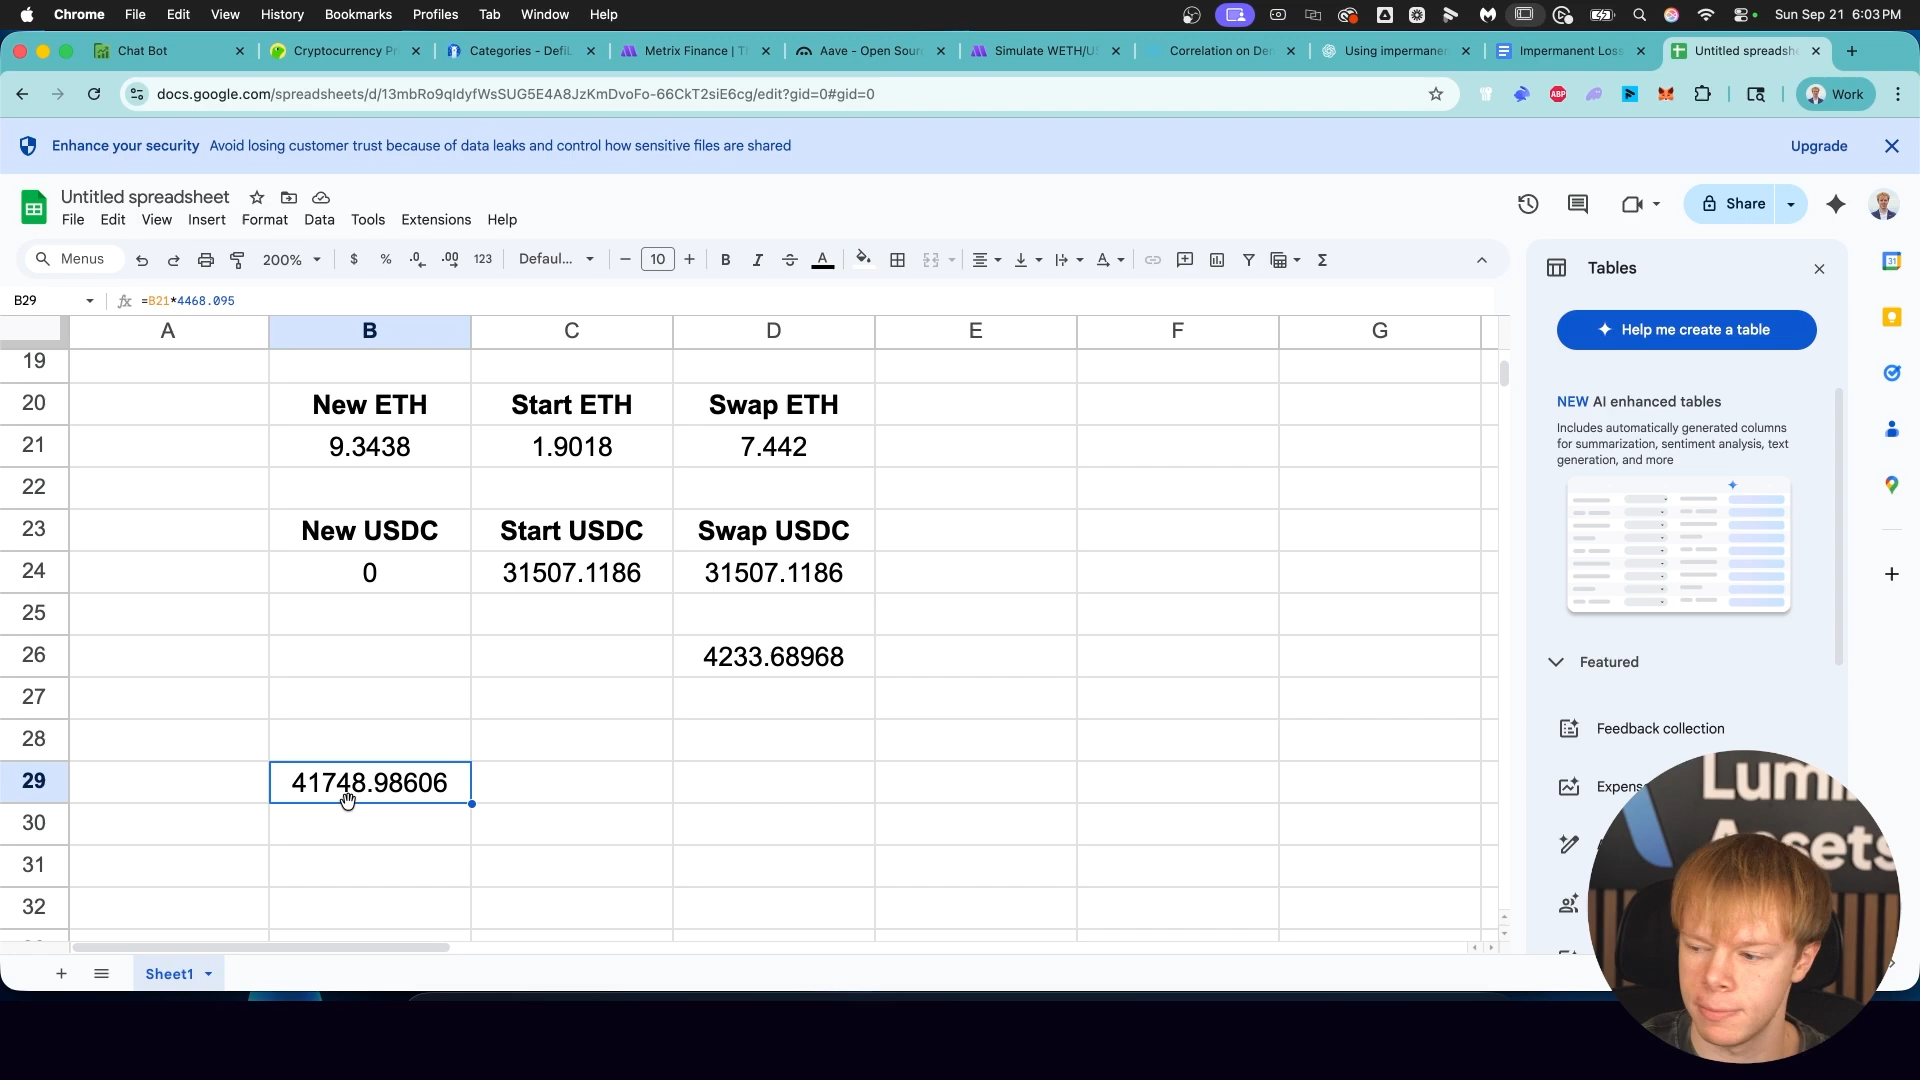 Chrome File Edit View History Bookmarks Profiles Tab Window Help Sun Sep 21 6:03 PM
Chat Bot Cryptocurrency Pr Categories - DefiL Metrix Finance | T Aave - Open Sour Simulate WETH/U Correlation on De Using impermane Impermanent Los Untitled spreadsh
docs.google.com/spreadsheets/d/13mbRo9qldyfWsSUG5E4A8JzKmDvoFo-66CkT2siE6cg/edit?gid=0#gid=0 ABP Work
Enhance your security Avoid losing customer trust because of data leaks and control how sensitive files are shared Upgrade
Untitled spreadsheet
File Edit View Insert Format Data Tools Extensions Help
Share
Menus 200% $ % .0 .00 123 Defaul... 10 B I A Σ
B29 fx =B21*4468.095
A B C D E F G
19
20 New ETH Start ETH Swap ETH
21 9.3438 1.9018 7.442
22
23 New USDC Start USDC Swap USDC
24 0 31507.1186 31507.1186
25
26 4233.68968
27
28
29 41748.98606
30
31
32
Sheet1
Tables
Help me create a table
NEW AI enhanced tables
Includes automatically generated columns
for summarization, sentiment analysis, text
generation, and more
Featured
Feedback collection
Expens
31